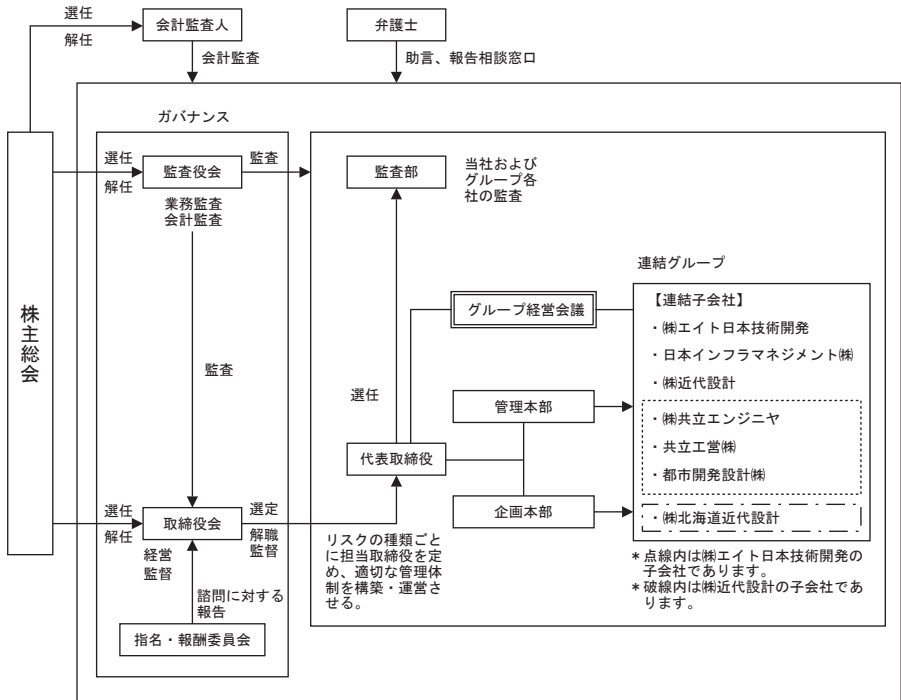 選任
解任
会計監査人
会計監査
弁護士
助言、報告相談窓口
ガバナンス
株主総会
選任
解任
監査役会
監査
業務監査
会計監査
監査
選任
解任
取締役会
選定
解職
監督
経営
監督
諮問に対する
報告
指名・報酬委員会
監査部
当社および
グループ各
社の監査
選任
代表取締役
リスクの種類ごと
に担当取締役を定
め、適切な管理体
制を構築・運営さ
せる。
グループ経営会議
管理本部
企画本部
連結グループ
【連結子会社】
・㈱エイト日本技術開発
・日本インフラマネジメント㈱
・㈱近代設計
・㈱共立エンジニヤ
・共立工営㈱
・都市開発設計㈱
・㈱北海道近代設計
＊点線内は㈱エイト日本技術開発の
子会社であります。
＊破線内は㈱近代設計の子会社であ
ります。